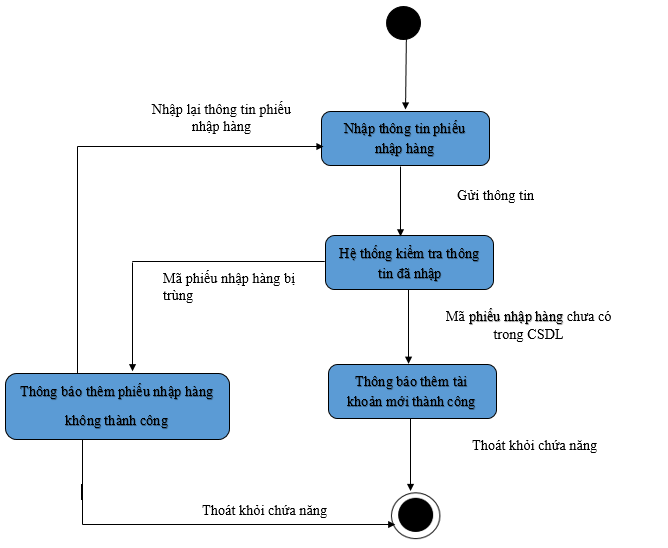 Nhập lại thông tin phiếu
nhập hàng
Nhập thông tin phiếu
nhập hàng
Gửi thông tin
Hệ thống kiểm tra thông
tin đã nhập
Mã phiếu nhập hàng bị
trùng
Mã phiếu nhập hàng chưa có
trong CSDL
Thông báo thêm phiếu nhập hàng
không thành công
Thông báo thêm tài
khoản mới thành công
Thoát khỏi chứa năng
Thoát khỏi chứa năng